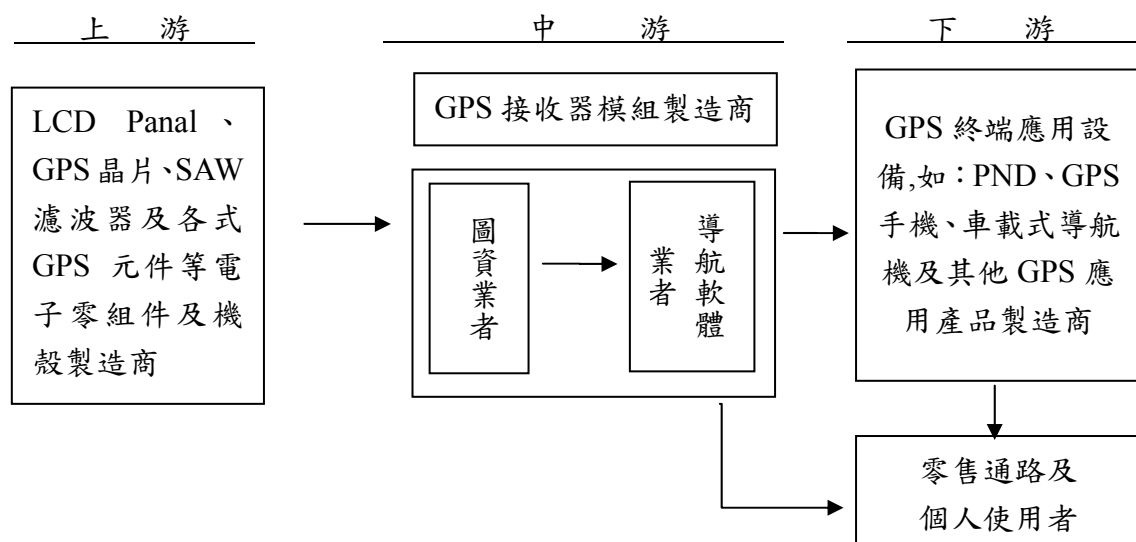 上 游
中 游
下 游
LCD Panal、
GPS 晶片、SAW
濾波器及各式
GPS 元件等電
子零組件及機
殼製造商
GPS 接收器模組製造商
圖資業者
導航軟體
業者
GPS 終端應用設
備,如：PND、GPS
手機、車載式導航
機及其他 GPS 應
用產品製造商
零售通路及
個人使用者